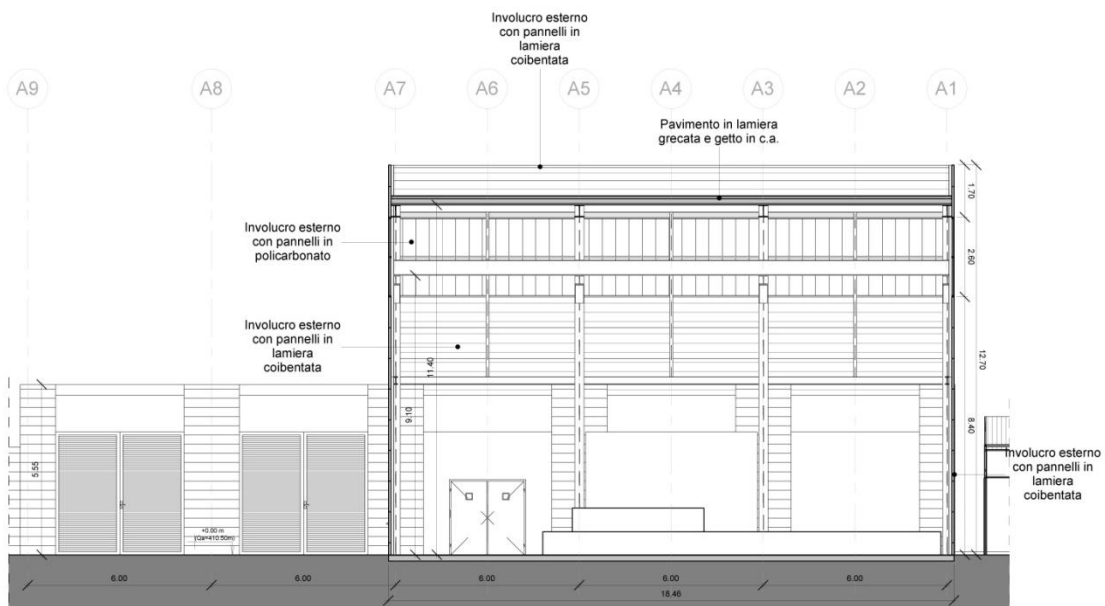 Involucro esterno
con pannelli in
lamiera
coibentata
A9
A8
A7
A6
A5
A4
A3
A2
A1
Pavimento in lamiera
grecata e getto in c.a.
1.70
Involucro esterno
con pannelli in
policarbonato
2.60
Involucro esterno
con pannelli in
lamiera
coibentata
11.40
12.70
9.10
8.40
5.55
Involucro esterno
con pannelli in
lamiera
coibentata
+0.00 m
(Qa=410.50m)
6.00
6.00
6.00
6.00
6.00
18.46